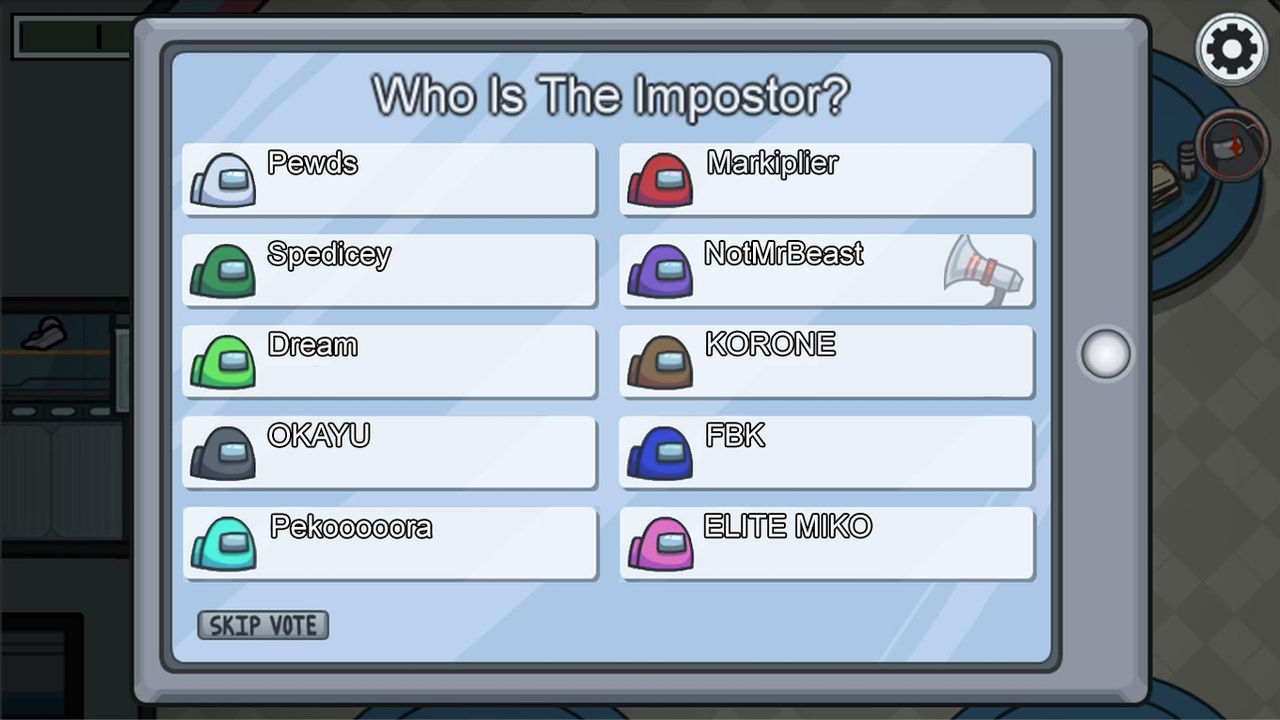 Who Is The Impostor?
Pewds
Markiplier
Spedicey
NotMrBeast
Dream
KORONE
OKAYU
FBK
Pekooooora
ELITE MIKO
SKIP VOTE